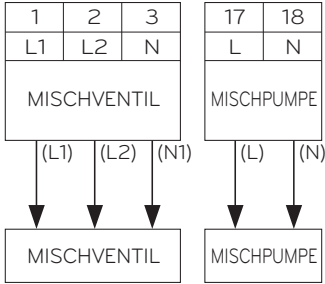 1 2 3 17 18
L1 L2 N L N
MISCHVENTIL MISCHPUMPE
(L1) (L2) (N1) (L) (N)
MISCHVENTIL MISCHPUMPE